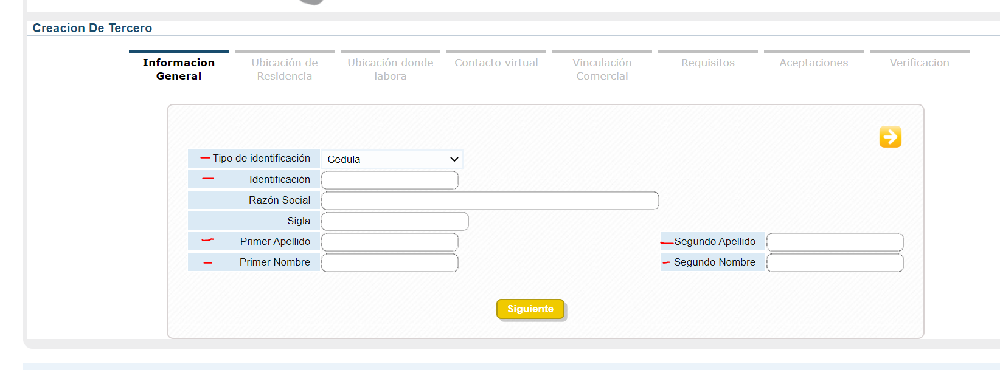 Creacion De Tercero
Informacion General
Ubicación de Residencia
Ubicación donde labora
Contacto virtual
Vinculación Comercial
Requisitos
Aceptaciones
Verificacion
Tipo de identificación Cedula
Identificación
Razón Social
Sigla
Primer Apellido Segundo Apellido
Primer Nombre Segundo Nombre
Siguiente